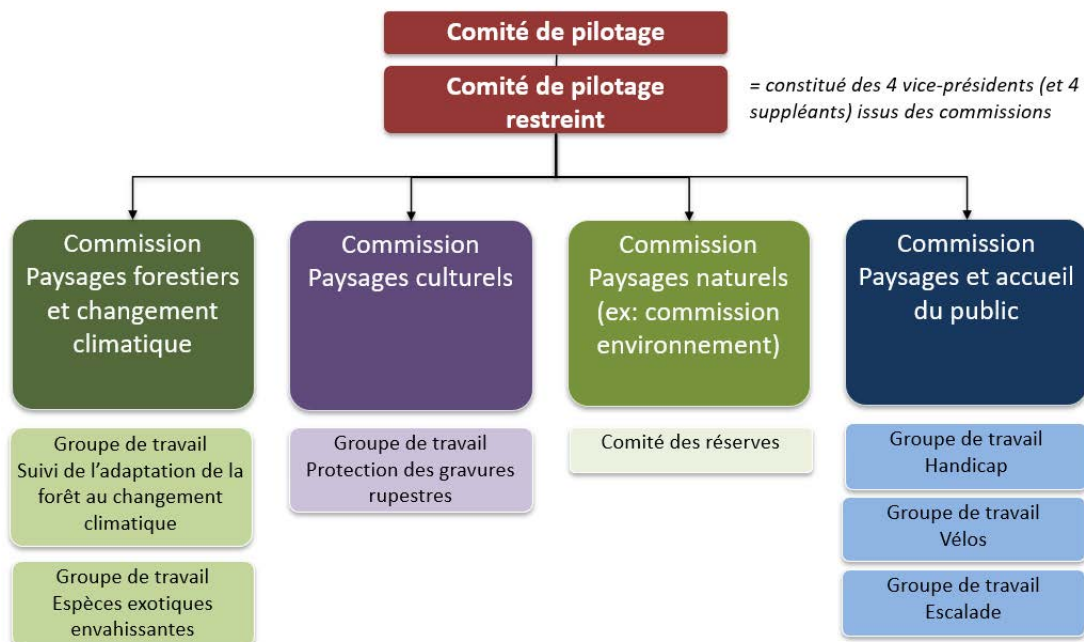 Comité de pilotage
Comité de pilotage
restreint
= constitué des 4 vice-présidents (et 4
suppléants) issus des commissions
Commission
Paysages forestiers
et changement
climatique
Commission
Paysages culturels
Commission
Paysages naturels
(ex: commission
environnement)
Commission
Paysages et accueil
du public
Groupe de travail
Suivi de l’adaptation de la
forêt au changement
climatique
Groupe de travail
Espèces exotiques
envahissantes
Groupe de travail
Protection des gravures
rupestres
Comité des réserves
Groupe de travail
Handicap
Groupe de travail
Vélos
Groupe de travail
Escalade